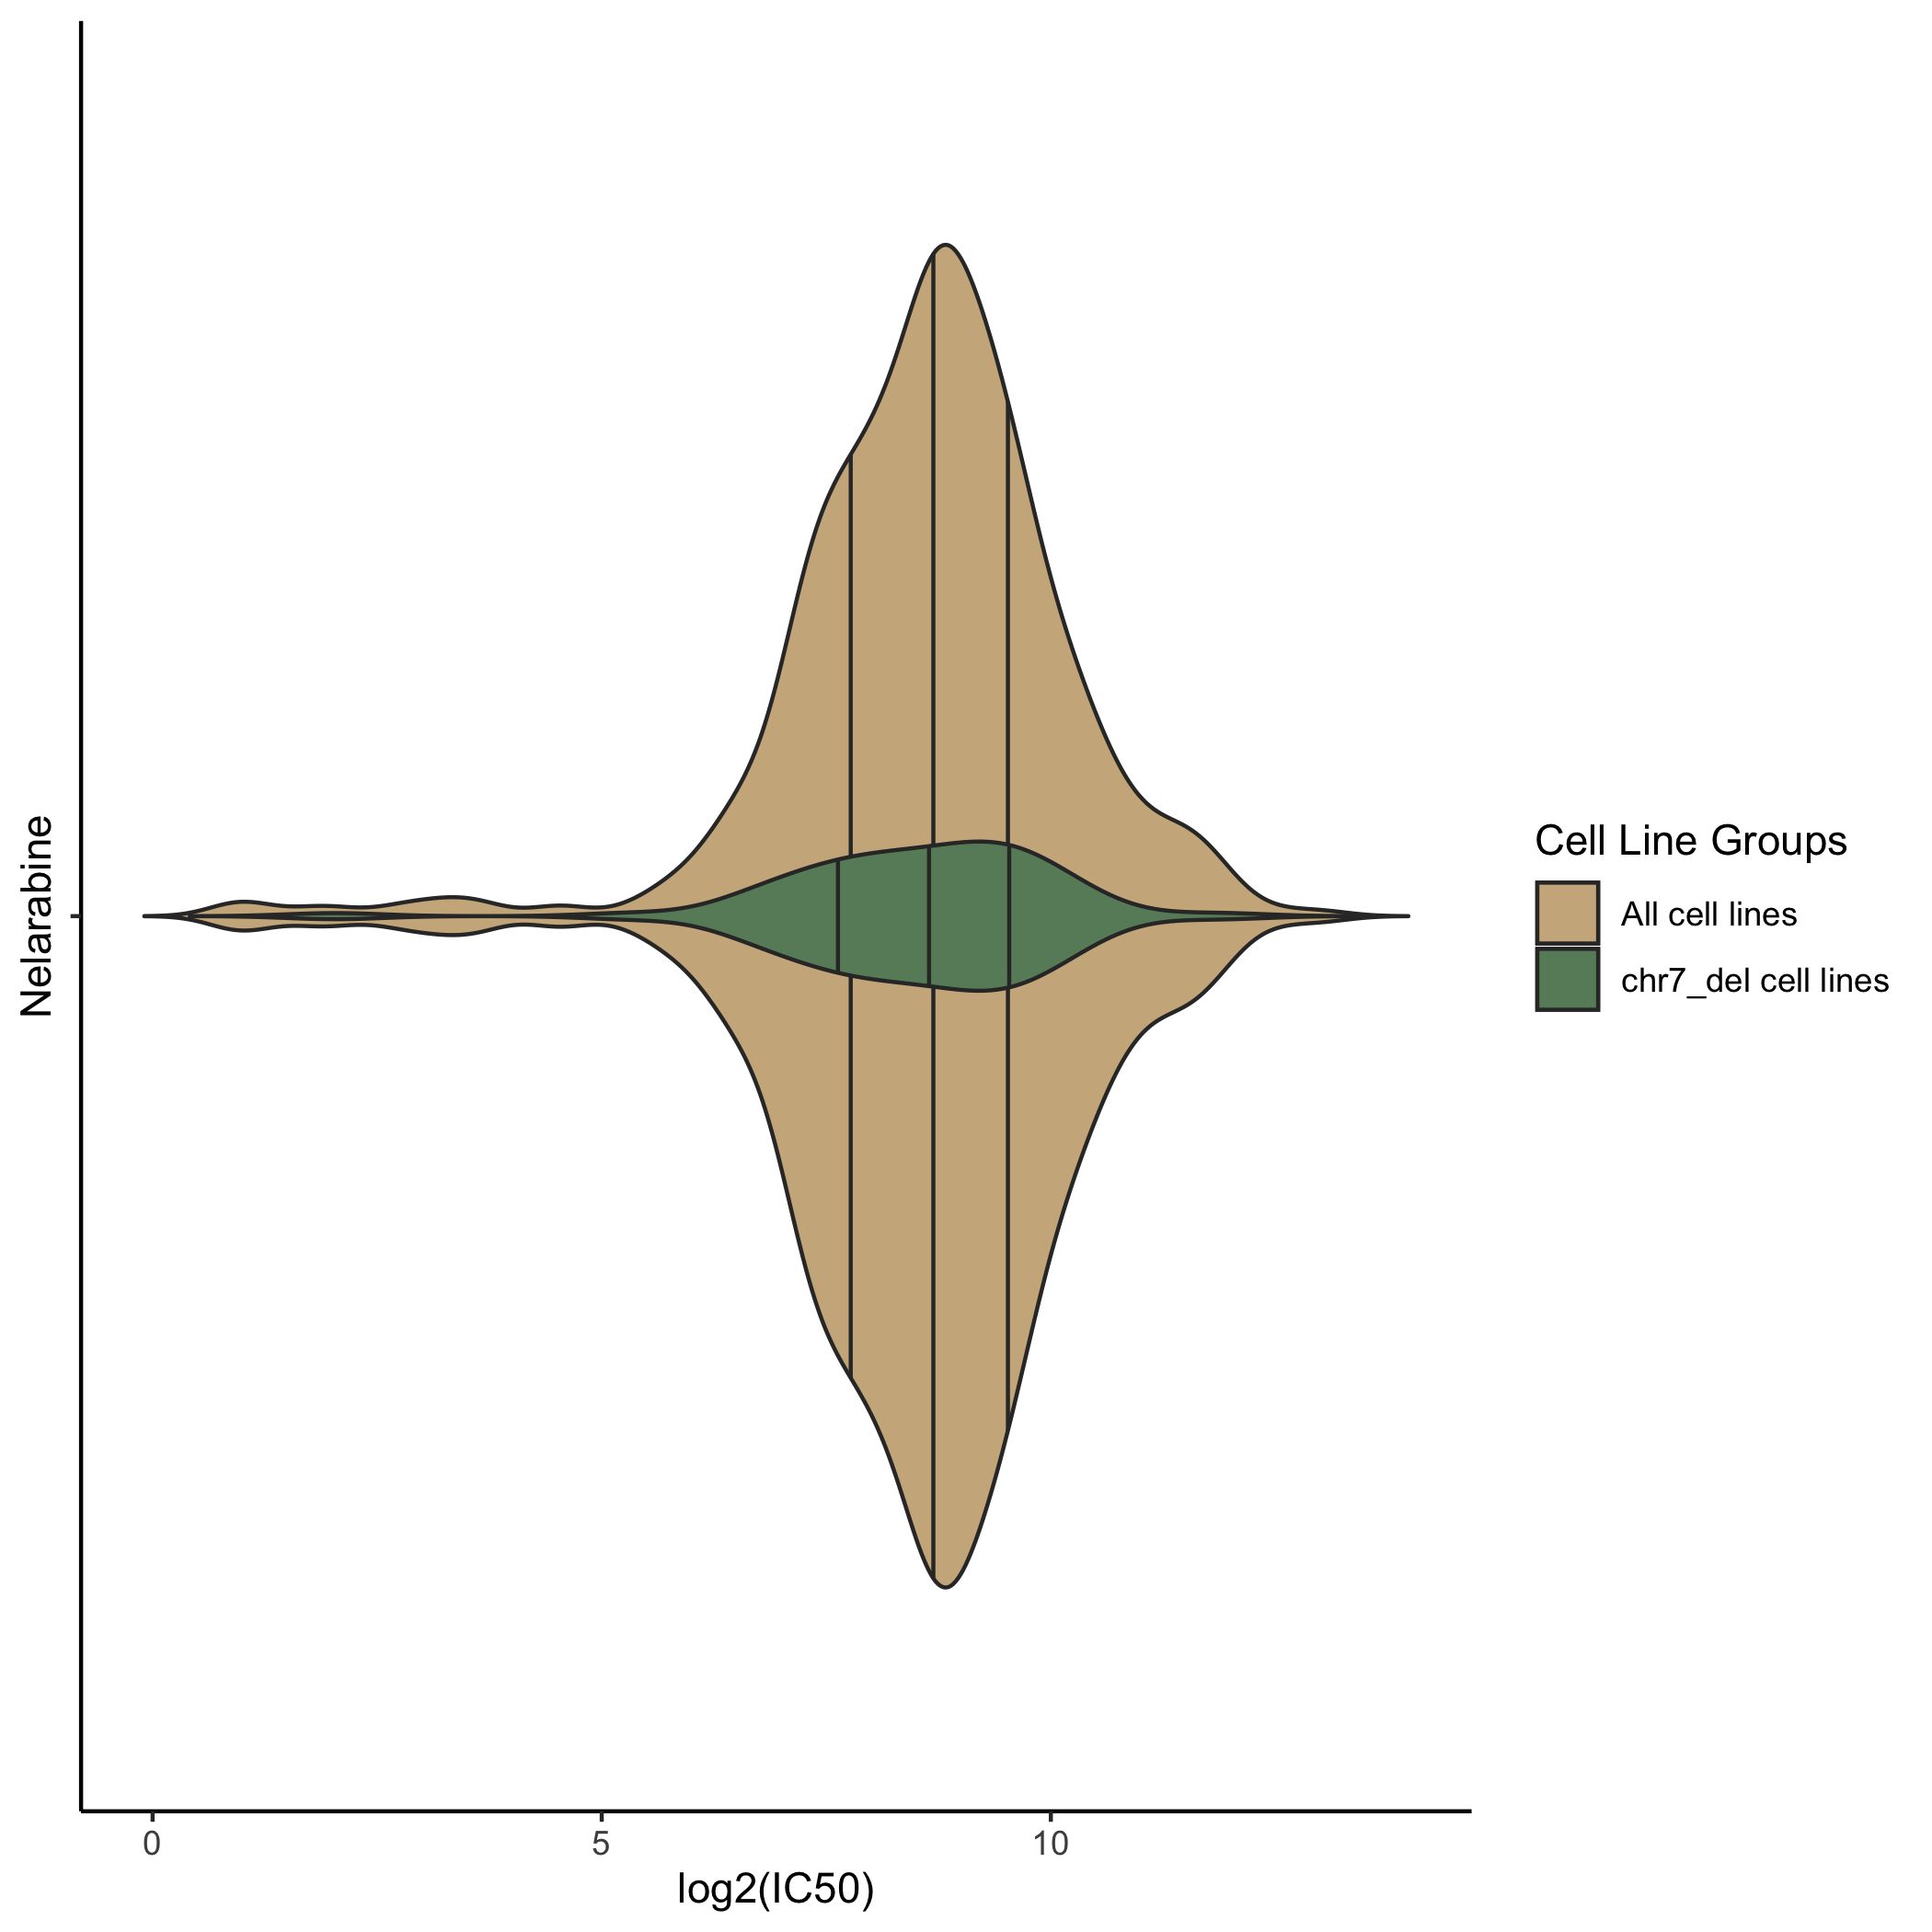 Nelarabine
0
5
10
log2(IC50)
Cell Line Groups
All cell lines
chr7_del cell lines